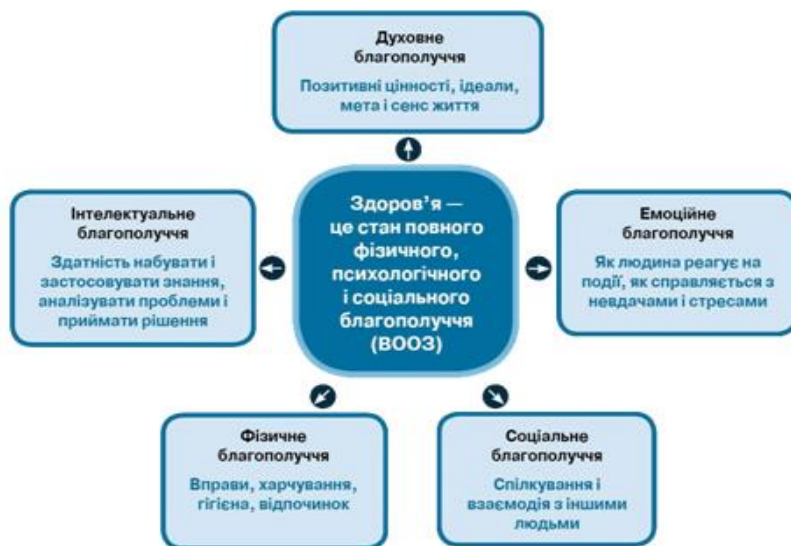 Духовне
благополуччя
Позитивні цінності, ідеали,
мета і сенс життя
Інтелектуальне
благополуччя
Здатність набувати і
застосовувати знання,
аналізувати проблеми і
приймати рішення
Здоров’я —
це стан повного
фізичного,
психологічного
і соціального
благополуччя
(ВООЗ)
Емоційне
благополуччя
Як людина реагує на
події, як справляється з
невдачами і стресами
Фізичне
благополуччя
Вправи, харчування,
гігієна, відпочинок
Соціальне
благополуччя
Спілкування і
взаємодія з іншими
людьми